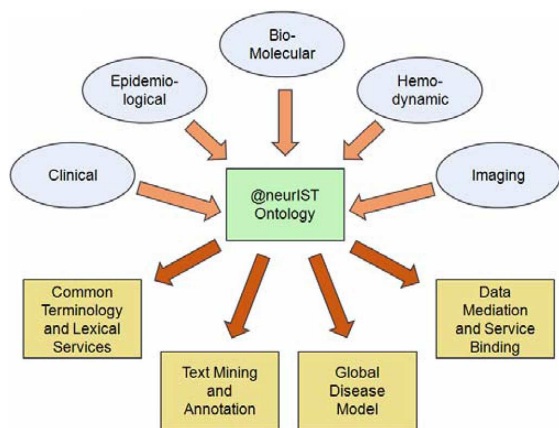 Bio-
Molecular
Epidemio-
logical
Hemo-
dynamic
Clinical
@neurIST
Ontology
Imaging
Common
Terminology
and Lexical
Services
Data
Mediation
and Service
Binding
Text Mining
and
Annotation
Global
Disease
Model